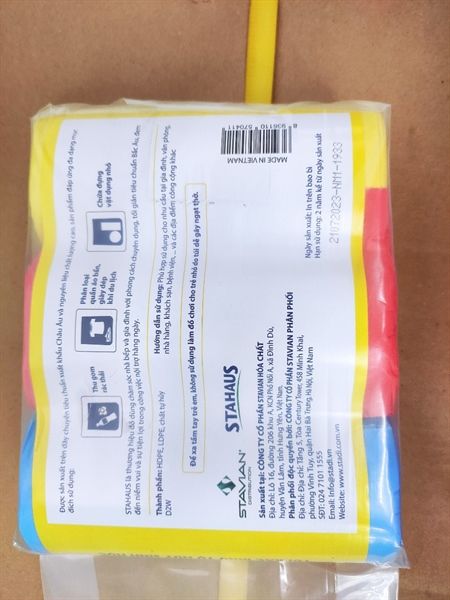 Được sản xuất trên dây chuyền tiêu chuẩn xuất khẩu Châu Âu và nguyên liệu chất lượng cao, sản phẩm đáp ứng đa dạng mục
đích sử dụng:
Thu gom
rác thải
Phân loại
quần áo bẩn,
giày dép
khi du lịch
Chứa đựng
vật dụng nhỏ
STAHAUS là thương hiệu đồ dùng chăm sóc nhà bếp và gia đình với phong cách chuyên dụng, tối giản tiêu chuẩn Bắc Âu, đem
đến niềm vui và sự tiện lợi trong công việc nội trợ hàng ngày.
Thành phần: HDPE, LDPE, chất tự hủy
D2W
Hướng dẫn sử dụng: Phù hợp sử dụng cho nhu cầu tại gia đình, văn phòng,
nhà hàng, khách sạn, bệnh viện,... và các địa điểm công cộng khác
Để xa tầm tay trẻ em, không sử dụng làm đồ chơi cho trẻ nhỏ do túi dễ gây ngạt thở.
STAVIAN
DISTRIBUTION
STAHAUS
MADE IN VIETNAM
8 936110 570411
Sản xuất tại: CÔNG TY CỔ PHẦN STAVIAN HÓA CHẤT
Địa chỉ: Lô 16, đường 206 khu A, KCN Phố Nối A, xã Đình Dù,
huyện Văn Lâm, tỉnh Hưng Yên, Việt Nam.
Phân phối độc quyền bởi: CÔNG TY CỔ PHẦN STAVIAN PHÂN PHỐI
Địa chỉ: Địa chỉ: Tầng 5, Tòa Century Tower, 458 Minh Khai,
phường Vĩnh Tuy, quận Hai Bà Trưng, Hà Nội, Việt Nam
SĐT: 024 7101 1555
Email: Info@stadi.vn
Website: www.stadi.com.vn
Ngày sản xuất: In trên bao bì
Hạn sử dụng: 2 năm kể từ ngày sản xuất
21072023-NM1-1933